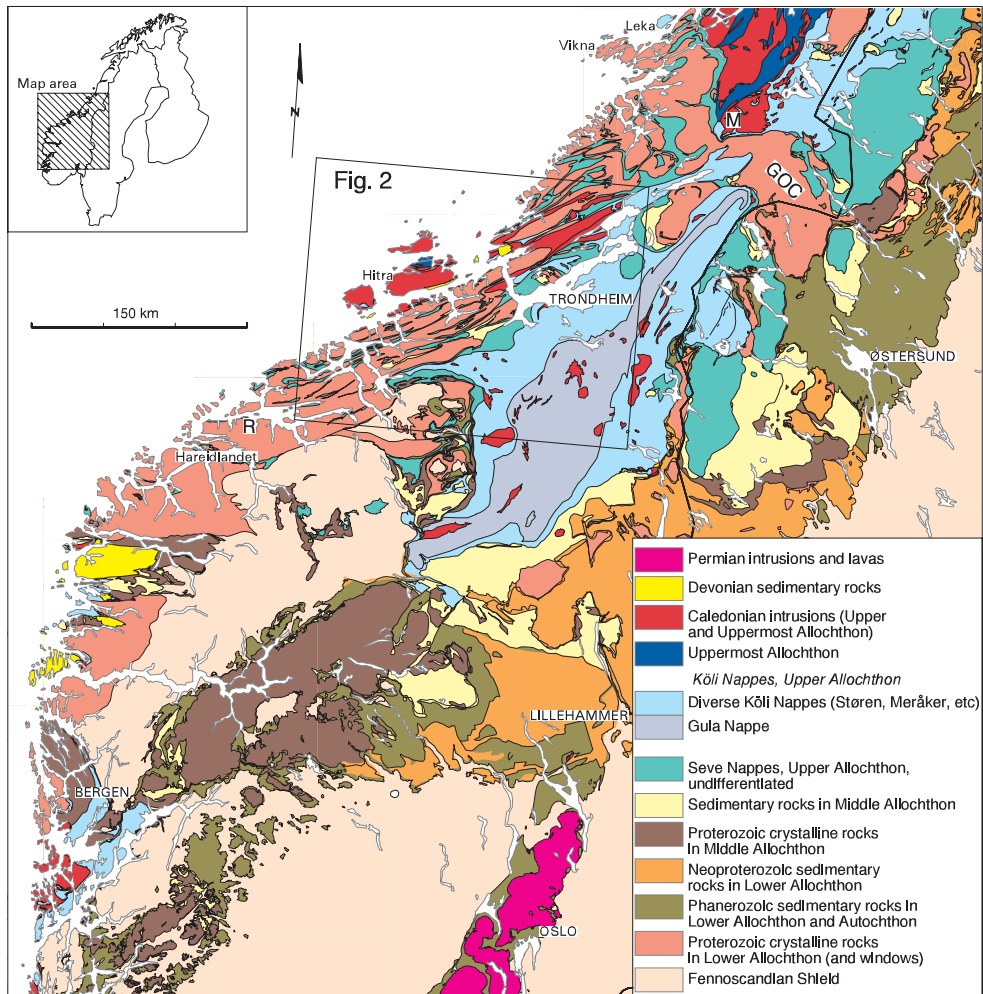 Map area
N
Leka
Vikna
M
GOC
Fig. 2
Hitra
TRONDHEIM
150 km
ØSTERSUND
R
Hareidlandet
LILLEHAMMER
BERGEN
OSLO
Permian intrusions and lavas
Devonian sedimentary rocks
Caledonian intrusions (Upper
and Uppermost Allochthon)
Uppermost Allochthon
Köli Nappes, Upper Allochthon
Diverse Köli Nappes (Støren, Meråker, etc)
Gula Nappe
Seve Nappes, Upper Allochthon,
undifferentlated
Sedimentary rocks in Middle Allochthon
Proterozoic crystalline rocks
In Middle Allochthon
Neoproterozolc sedimentary
rocks in Lower Allochthon
Phanerozolc sedimentary rocks In
Lower Allochthon and Autochthon
Proterozoic crystalline rocks
In Lower Allochthon (and windows)
Fennoscandian Shield